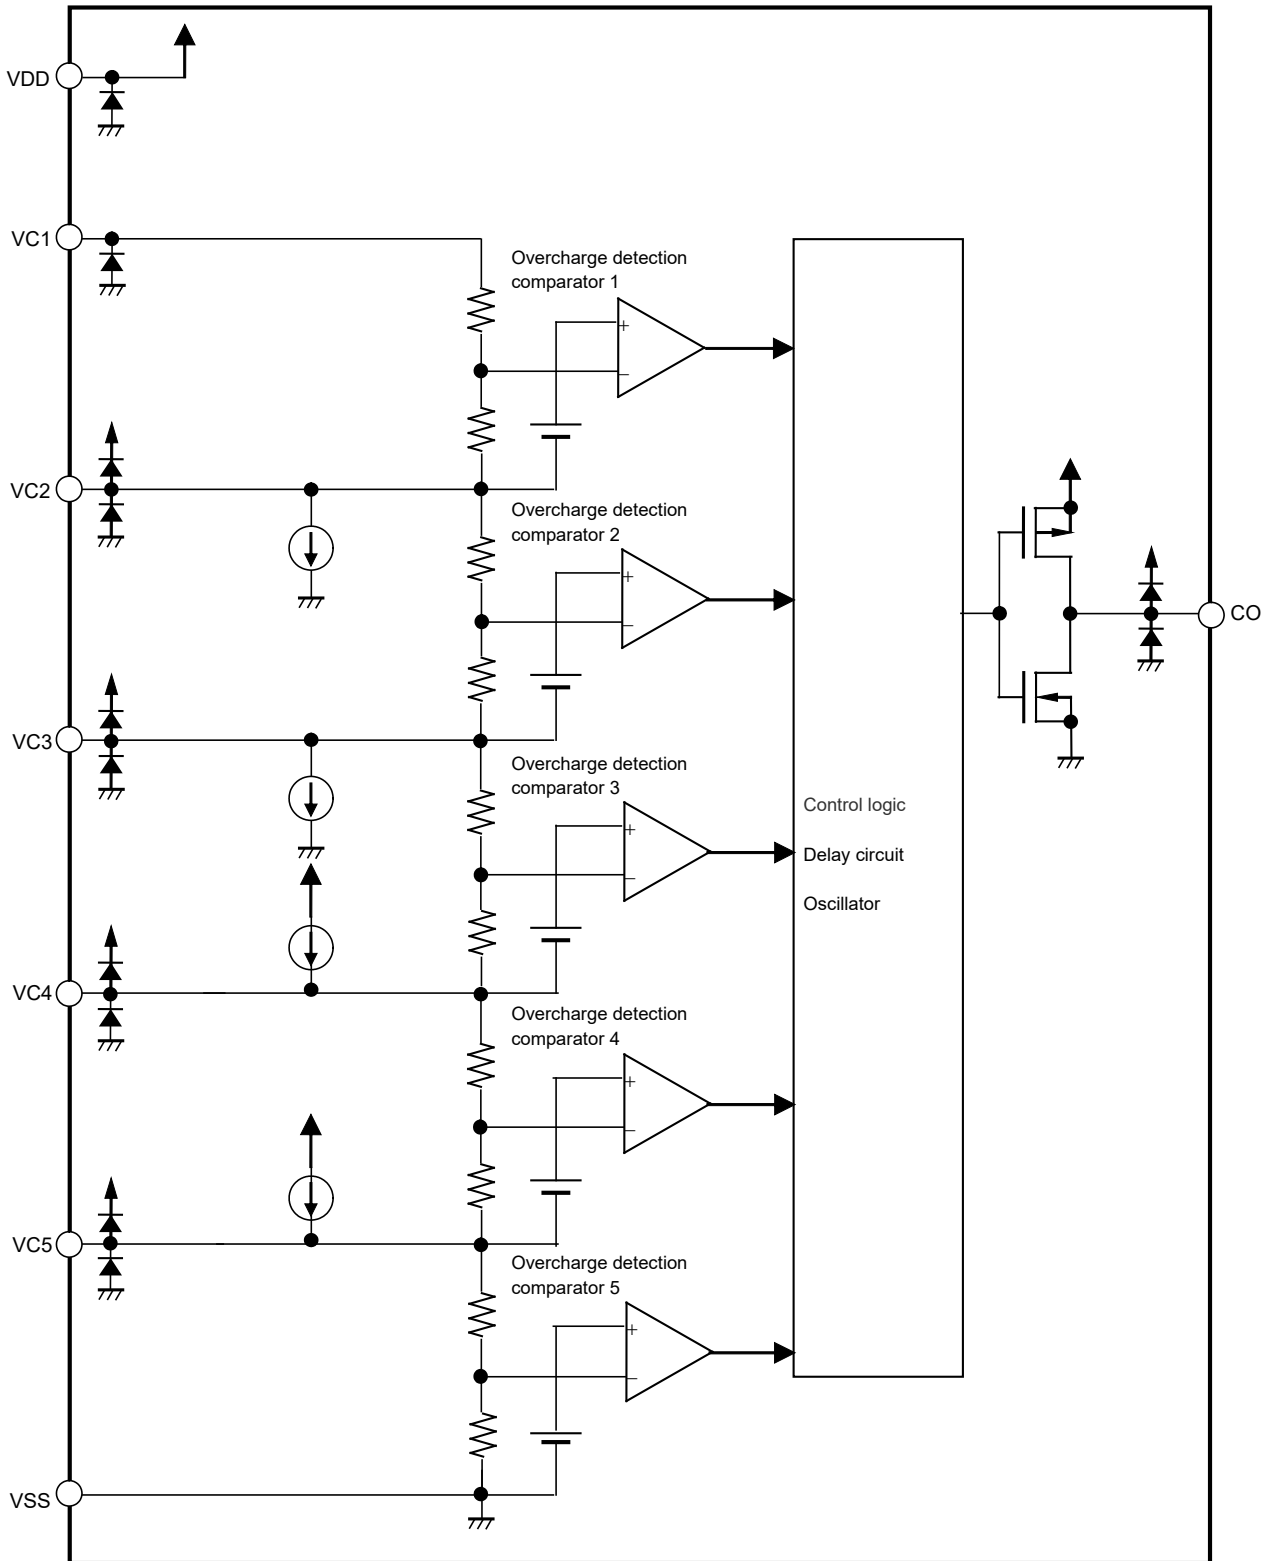 VDD
VC1
Overcharge detection
comparator 1
+
−
VC2
Overcharge detection
comparator 2
+
−
CO
VC3
Overcharge detection
comparator 3
Control logic
+
Delay circuit
−
Oscillator
VC4
Overcharge detection
comparator 4
+
−
VC5
Overcharge detection
comparator 5
+
−
VSS